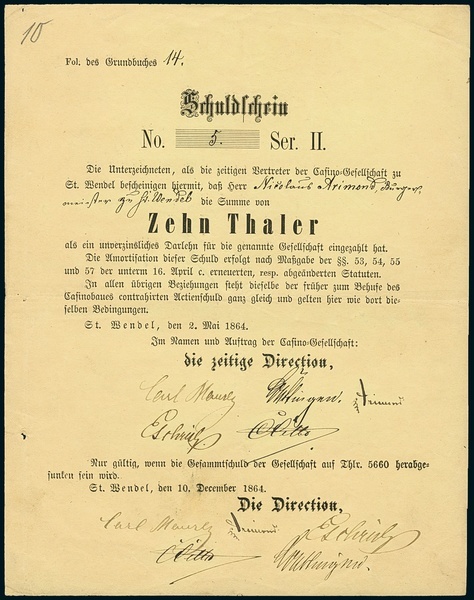 10
Fol. des Grundbuches 14.
Schuldschein
No. 5. Ser. II.
Die Unterzeichneten, als die zeitigen Vertreter der Casino-Gesellschaft zu
St. Wendel bescheinigen hiermit, daß Herr Nicolaus Arimond, Burger
meister zu St. Wendel die Summe von
Zehn Thaler
als ein unverzinsliches Darlehn für die genannte Gesellschaft eingezahlt hat.
Die Amortisation dieser Schuld erfolgt nach Maßgabe der §§. 53, 54, 55
und 57 der unterm 16. April c. erneuerten, resp. abgeänderten Statuten.
In allen übrigen Beziehungen steht dieselbe der früher zum Behufe des
Casinobaues contrahirten Actienschuld ganz gleich und gelten hier wie dort die-
selben Bedingungen.
St. Wendel, den 2. Mai 1864.
Im Namen und Auftrag der Casino-Gesellschaft:
die zeitige Direction,
Carl Arimond
Nur gültig, wenn die Gesammtschuld der Gesellschaft auf Thlr. 5660 herabge-
sunken sein wird.
St. Wendel, den 10. December 1864.
Die Direction,
Carl Arimond